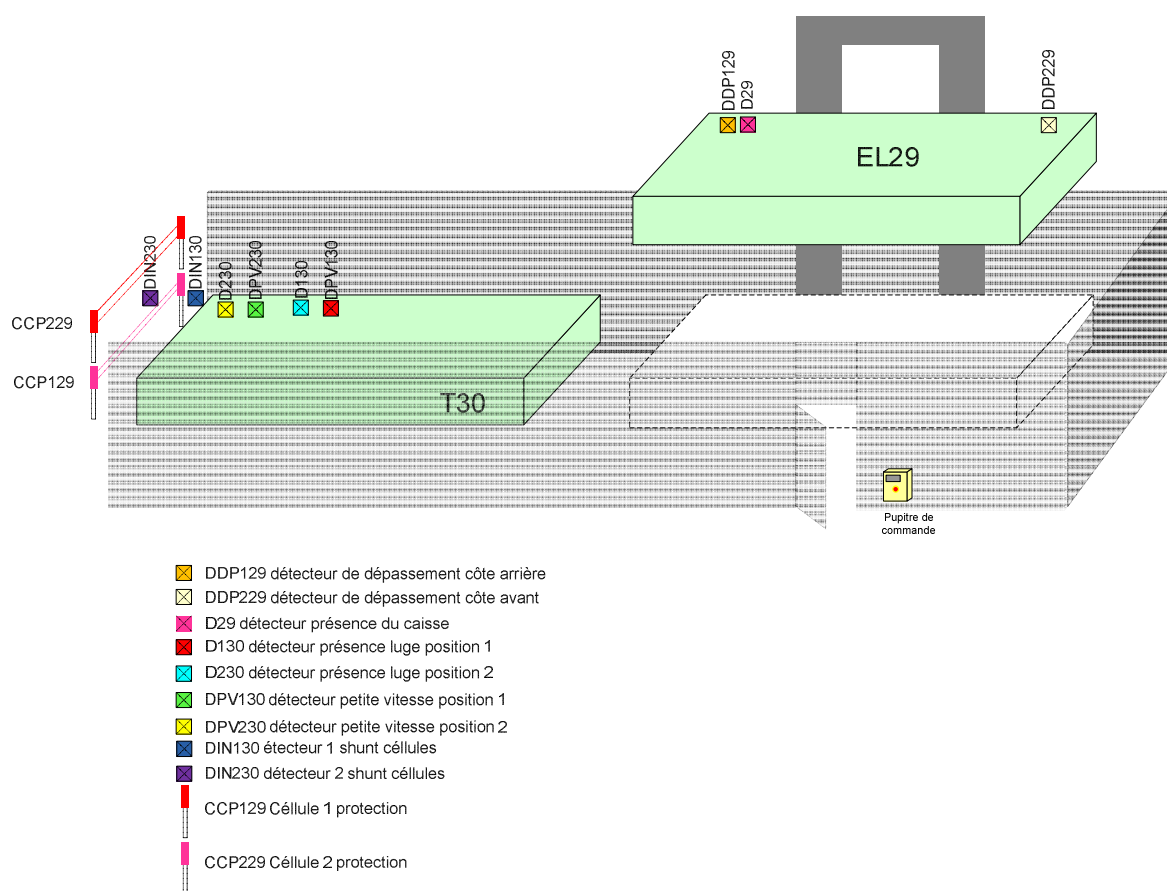 DDP129
D29
DDP229
EL29
DIN230
DIN130
D230
DPV230
D130
DPV130
CCP229
CCP129
T30
Pupitre de
commande
DDP129 détecteur de dépassement côte arrière
DDP229 détecteur de dépassement côte avant
D29 détecteur présence du caisse
D130 détecteur présence luge position 1
D230 détecteur présence luge position 2
DPV130 détecteur petite vitesse position 1
DPV230 détecteur petite vitesse position 2
DIN130 étecteur 1 shunt céllules
DIN230 détecteur 2 shunt céllules
CCP129 Céllule 1 protection
CCP229 Céllule 2 protection